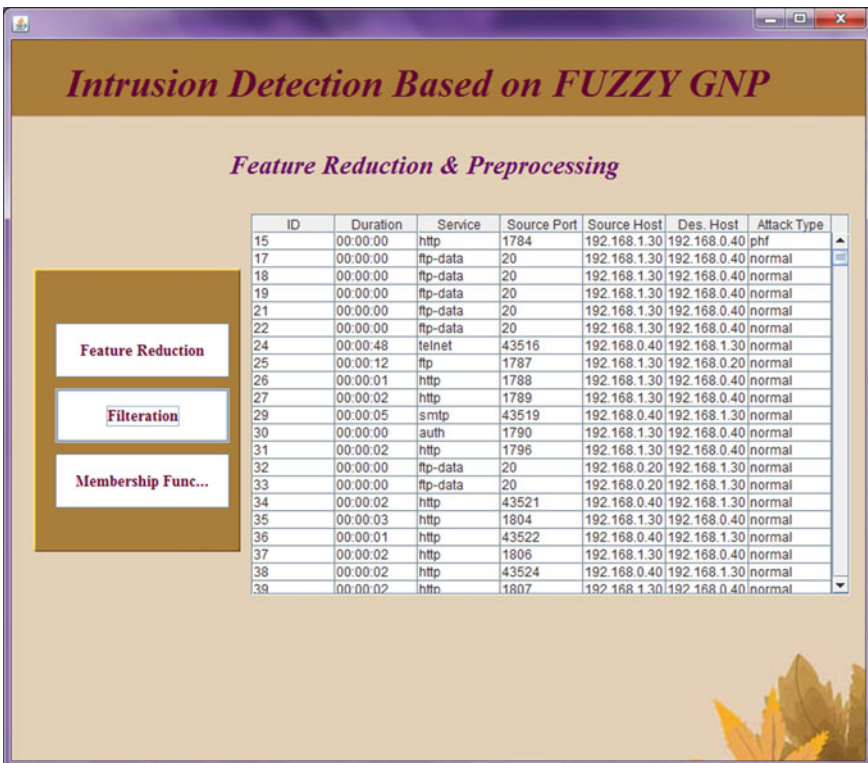 Intrusion Detection Based on FUZZY GNP
Feature Reduction & Preprocessing
Feature Reduction
Filteration
Membership Func...
ID Duration Service Source Port Source Host Des. Host Attack Type
15 00:00:00 http 1784 192.168.1.30 192.168.0.40 phf
17 00:00:00 ftp-data 20 192.168.1.30 192.168.0.40 normal
18 00:00:00 ftp-data 20 192.168.1.30 192.168.0.40 normal
19 00:00:00 ftp-data 20 192.168.1.30 192.168.0.40 normal
21 00:00:00 ftp-data 20 192.168.1.30 192.168.0.40 normal
22 00:00:00 ftp-data 20 192.168.1.30 192.168.0.40 normal
24 00:00:48 telnet 43516 192.168.0.40 192.168.1.30 normal
25 00:00:12 ftp 1787 192.168.1.30 192.168.0.20 normal
26 00:00:01 http 1788 192.168.1.30 192.168.0.40 normal
27 00:00:02 http 1789 192.168.1.30 192.168.0.40 normal
29 00:00:05 smtp 43519 192.168.0.40 192.168.1.30 normal
30 00:00:00 auth 1790 192.168.1.30 192.168.0.40 normal
31 00:00:02 http 1796 192.168.1.30 192.168.0.40 normal
32 00:00:00 ftp-data 20 192.168.0.20 192.168.1.30 normal
33 00:00:00 ftp-data 20 192.168.0.20 192.168.1.30 normal
34 00:00:02 http 43521 192.168.0.40 192.168.1.30 normal
35 00:00:03 http 1804 192.168.1.30 192.168.0.40 normal
36 00:00:01 http 43522 192.168.0.40 192.168.1.30 normal
37 00:00:02 http 1806 192.168.1.30 192.168.0.40 normal
38 00:00:02 http 43524 192.168.0.40 192.168.1.30 normal
39 00:00:02 http 1807 192.168.1.30 192.168.0.40 normal